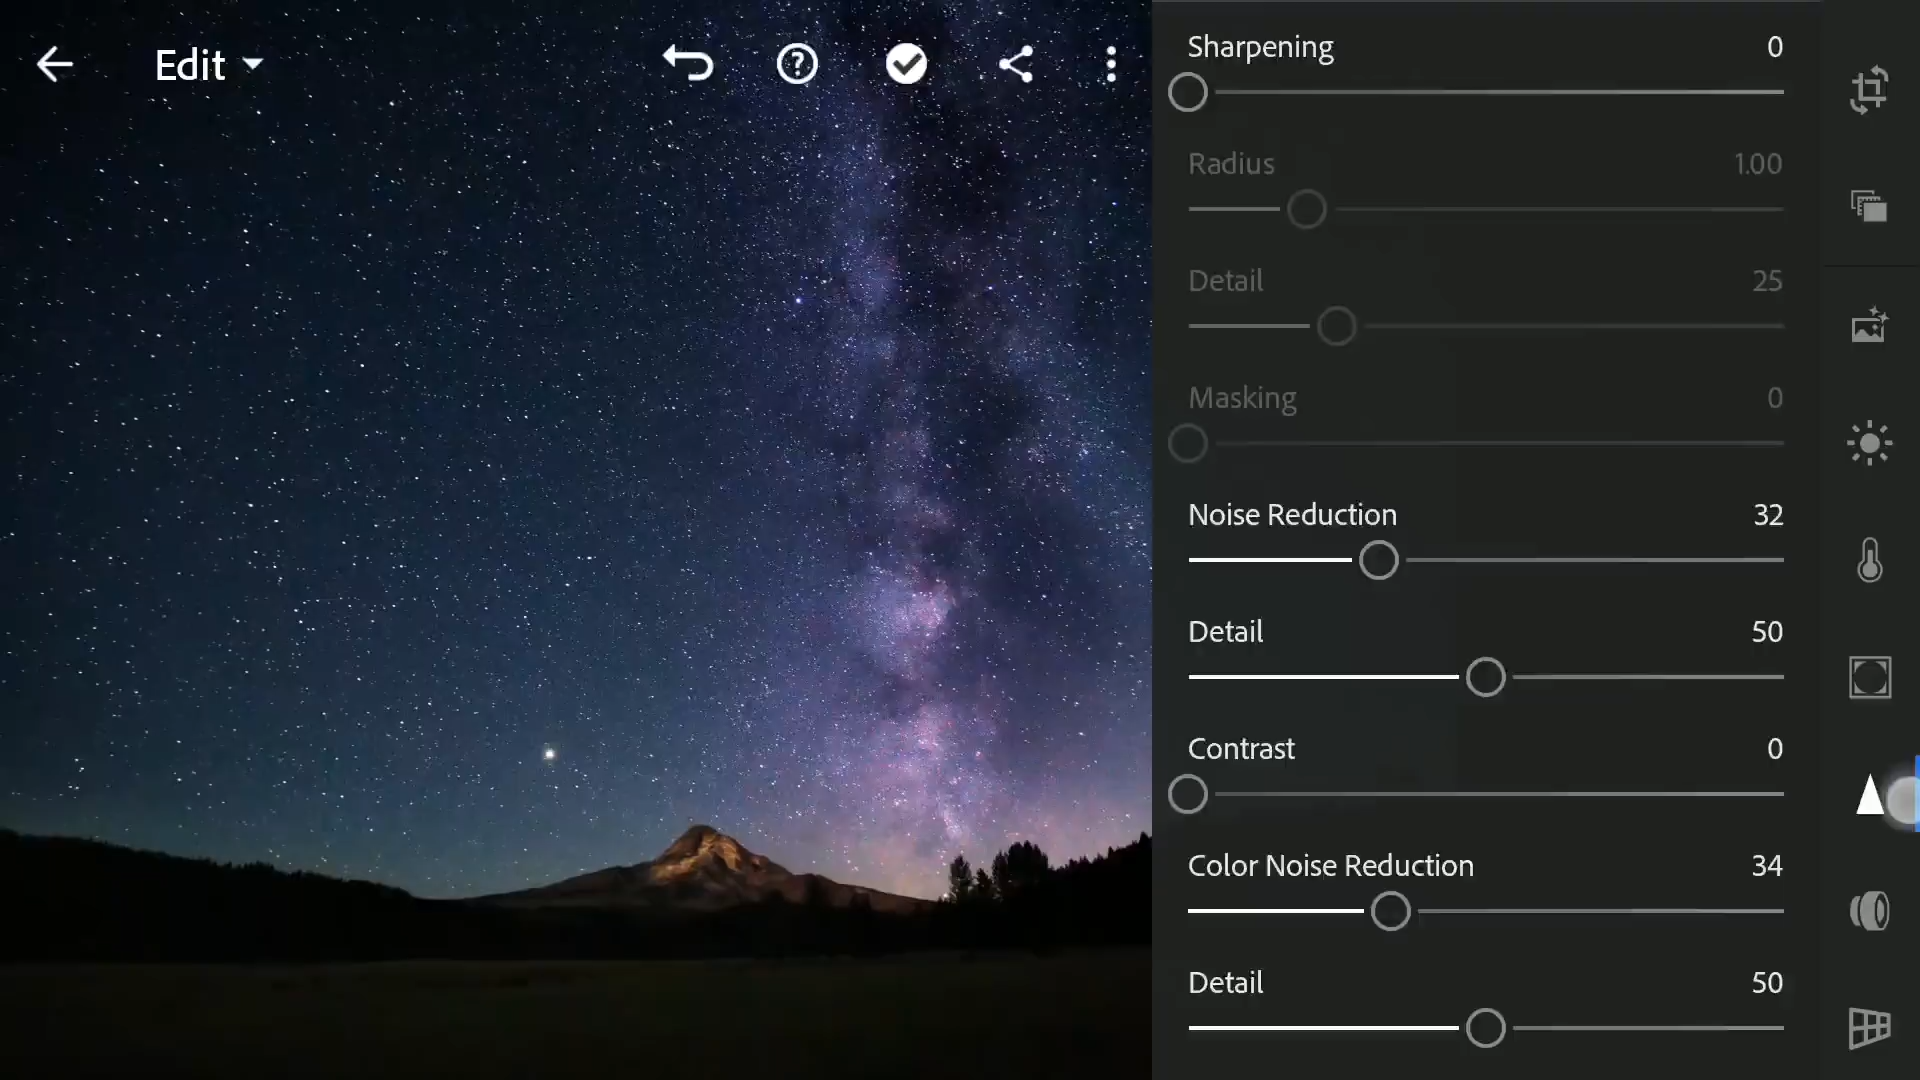 Edit
Sharpening 0
Radius 1.00
Detail 25
Masking 0
Noise Reduction 32
Detail 50
Contrast 0
Color Noise Reduction 34
Detail 50